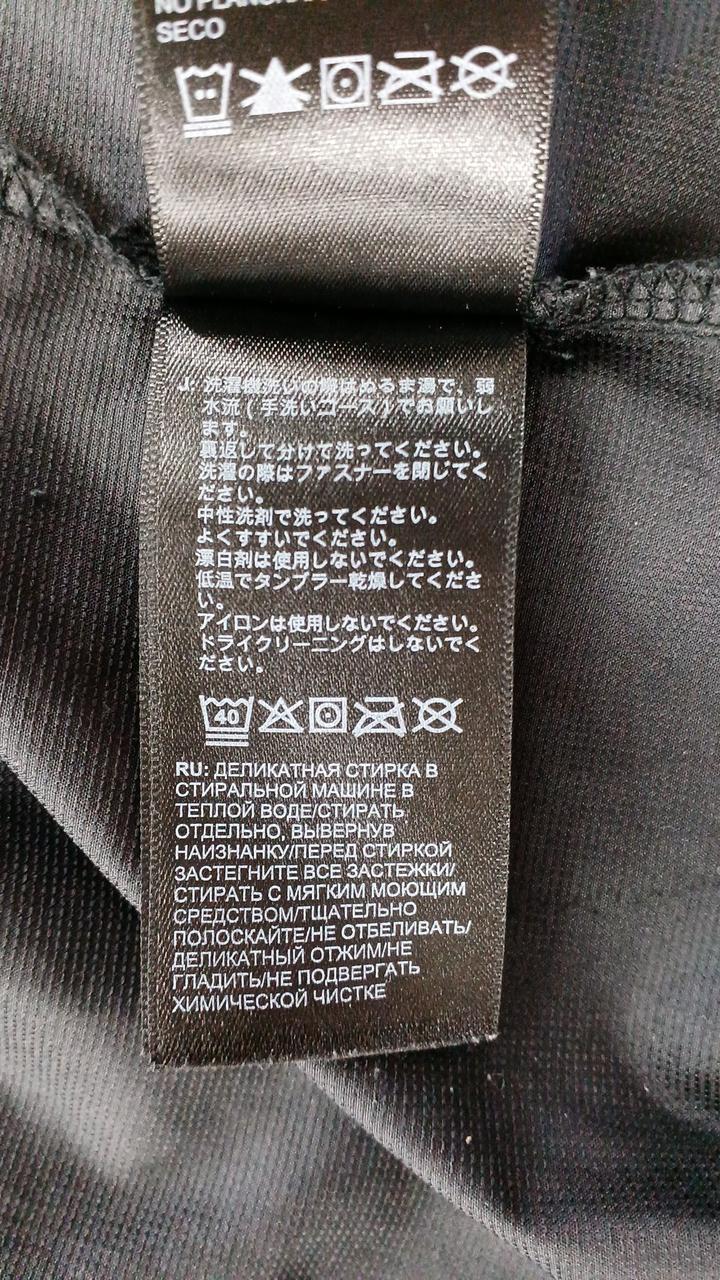 SECO
J: 洗濯機洗いの際はぬるま湯で、弱
水流(手洗いコース)でお願いし
ます。
裏返して分けて洗ってください。
洗濯の際はファスナーを閉じてく
ださい。
中性洗剤で洗ってください。
よくすすいでください。
漂白剤は使用しないでください。
低温でタンブラー乾燥してくださ
い。
アイロンは使用しないでください。
ドライクリーニングはしないでく
ださい。
40
RU: ДЕЛИКАТНАЯ СТИРКА В
СТИРАЛЬНОЙ МАШИНЕ В
ТЕПЛОЙ ВОДЕ/СТИРАТЬ
ОТДЕЛЬНО, ВЫВЕРНУВ
НАИЗНАНКУ/ПЕРЕД СТИРКОЙ
ЗАСТЕГНИТЕ ВСЕ ЗАСТЕЖКИ/
СТИРАТЬ С МЯГКИМ МОЮЩИМ
СРЕДСТВОМ/ТЩАТЕЛЬНО
ПОЛОСКАЙТЕ/НЕ ОТБЕЛИВАТЬ/
ДЕЛИКАТНЫЙ ОТЖИМ/НЕ
ГЛАДИТЬ/НЕ ПОДВЕРГАТЬ
ХИМИЧЕСКОЙ ЧИСТКЕ